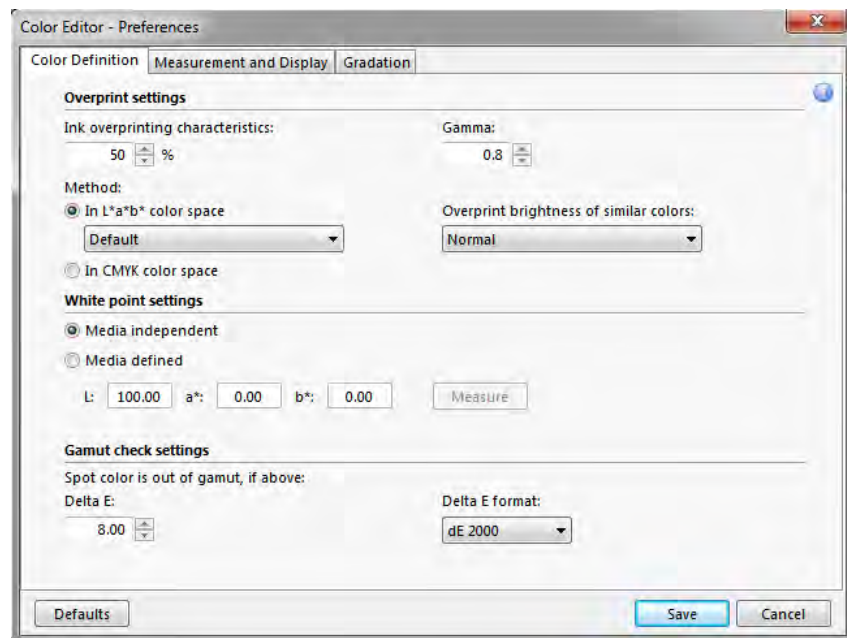 Color Editor - Preferences
Color Definition Measurement and Display Gradation
Overprint settings
Ink overprinting characteristics: Gamma:
50 % 0.8
Method:
In L*a*b* color space Overprint brightness of similar colors:
Default Normal
In CMYK color space
White point settings
Media independent
Media defined
L: 100.00 a*: 0.00 b*: 0.00 Measure
Gamut check settings
Spot color is out of gamut, if above:
Delta E: Delta E format:
8.00 dE 2000
Defaults Save Cancel